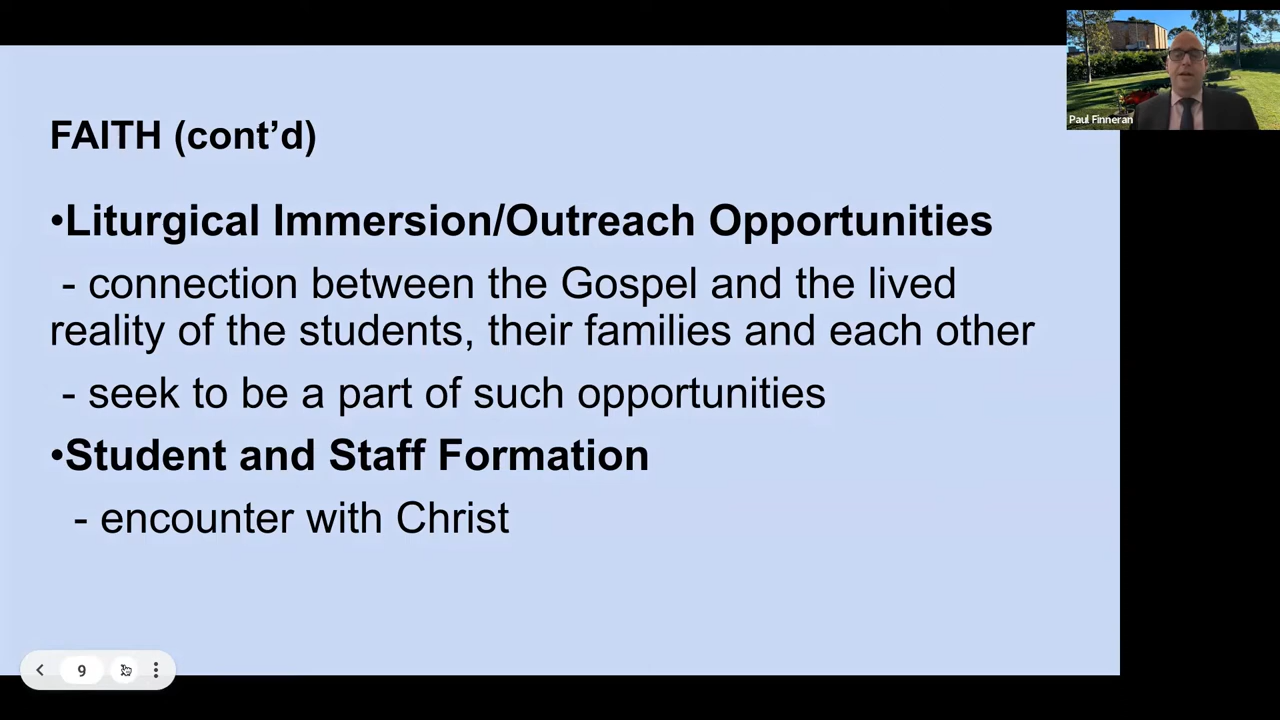 FAITH (cont’d)
•Liturgical Immersion/Outreach Opportunities
- connection between the Gospel and the lived
reality of the students, their families and each other
- seek to be a part of such opportunities
•Student and Staff Formation
- encounter with Christ
Paul Finneran
9